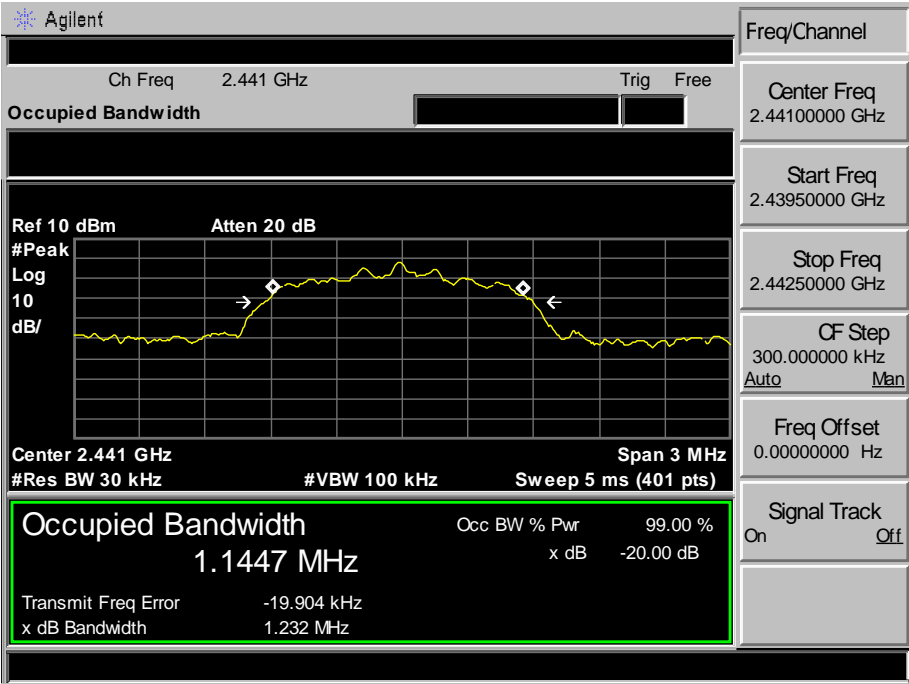 Agilent
Freq/Channel
Ch Freq 2.441 GHz Trig Free
Occupied Bandwidth
Center Freq
2.44100000 GHz
Start Freq
2.43950000 GHz
Stop Freq
2.44250000 GHz
CF Step
300.000000 kHz
Auto Man
Freq Offset
0.00000000 Hz
Signal Track
On Off
Ref 10 dBm Atten 20 dB
#Peak
Log
10
dB/
Center 2.441 GHz Span 3 MHz
#Res BW 30 kHz #VBW 100 kHz Sweep 5 ms (401 pts)
Occupied Bandwidth
1.1447 MHz
Occ BW % Pwr 99.00 %
x dB -20.00 dB
Transmit Freq Error -19.904 kHz
x dB Bandwidth 1.232 MHz